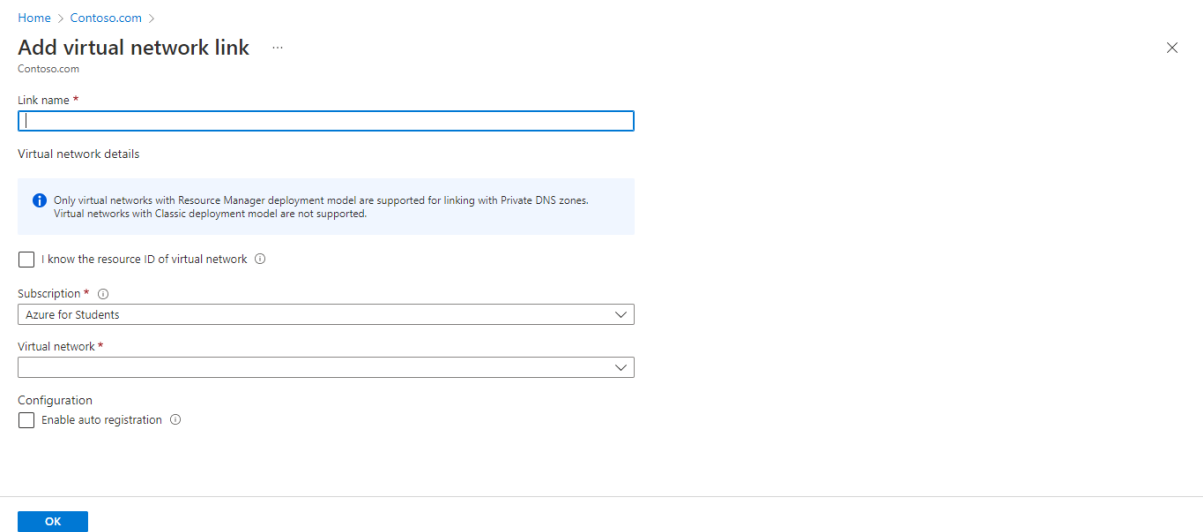 Home > Contoso.com >
Add virtual network link ...
Contoso.com
Link name *
Virtual network details
Only virtual networks with Resource Manager deployment model are supported for linking with Private DNS zones.
Virtual networks with Classic deployment model are not supported.
I know the resource ID of virtual network
Subscription *
Azure for Students
Virtual network *
Configuration
Enable auto registration
OK